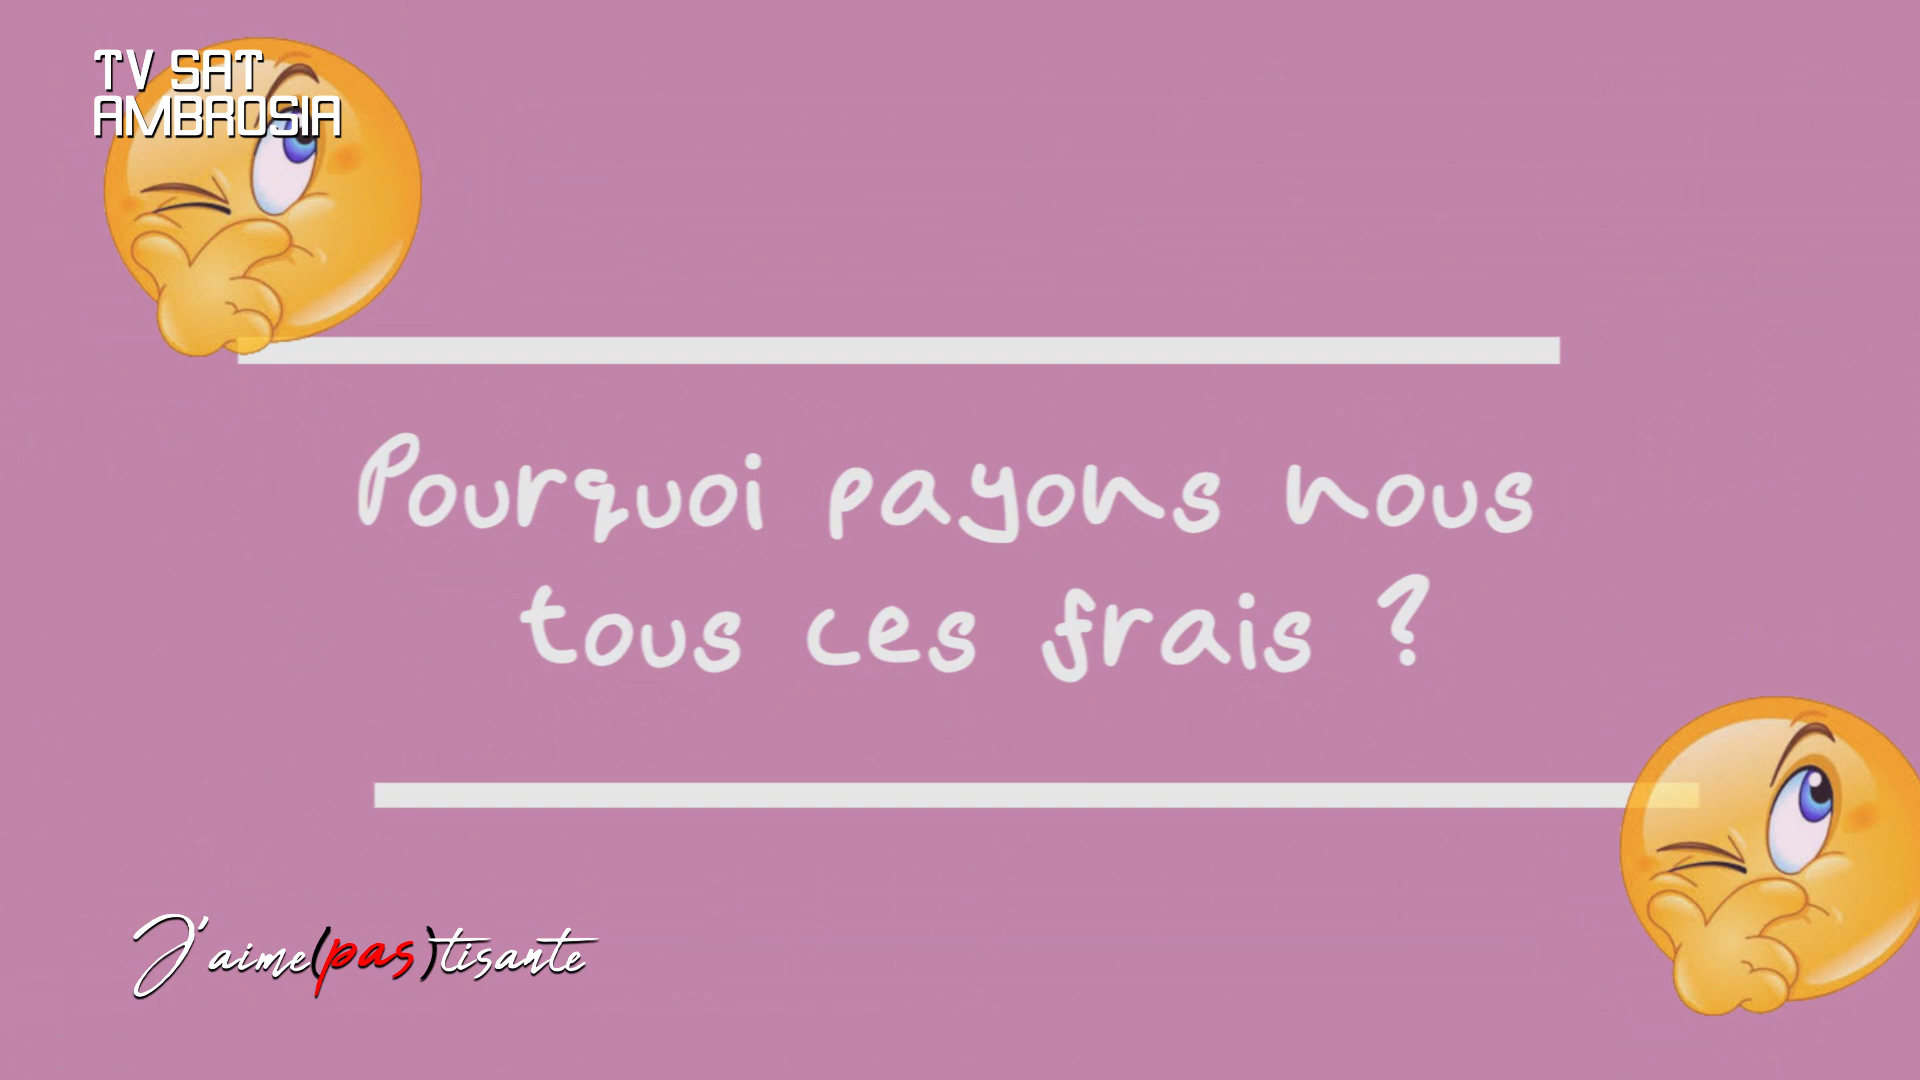 TV SAT
AMBROSIA
Pourquoi payons nous
tous ces frais ?
J'aime(pas)tisante